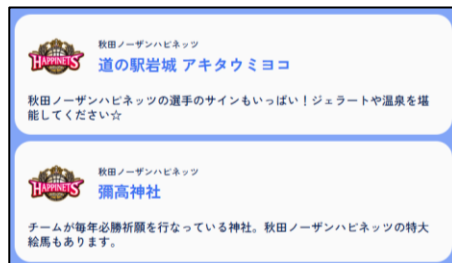 HAPPINETS
秋田ノーザンハピネッツ
道の駅岩城 アキタウミヨコ
秋田ノーザンハピネッツの選手のサインもいっぱい！ジェラートや温泉を堪
能してください☆
HAPPINETS
秋田ノーザンハピネッツ
彌高神社
チームが毎年必勝祈願を行なっている神社。秋田ノーザンハピネッツの特大
絵馬もあります。